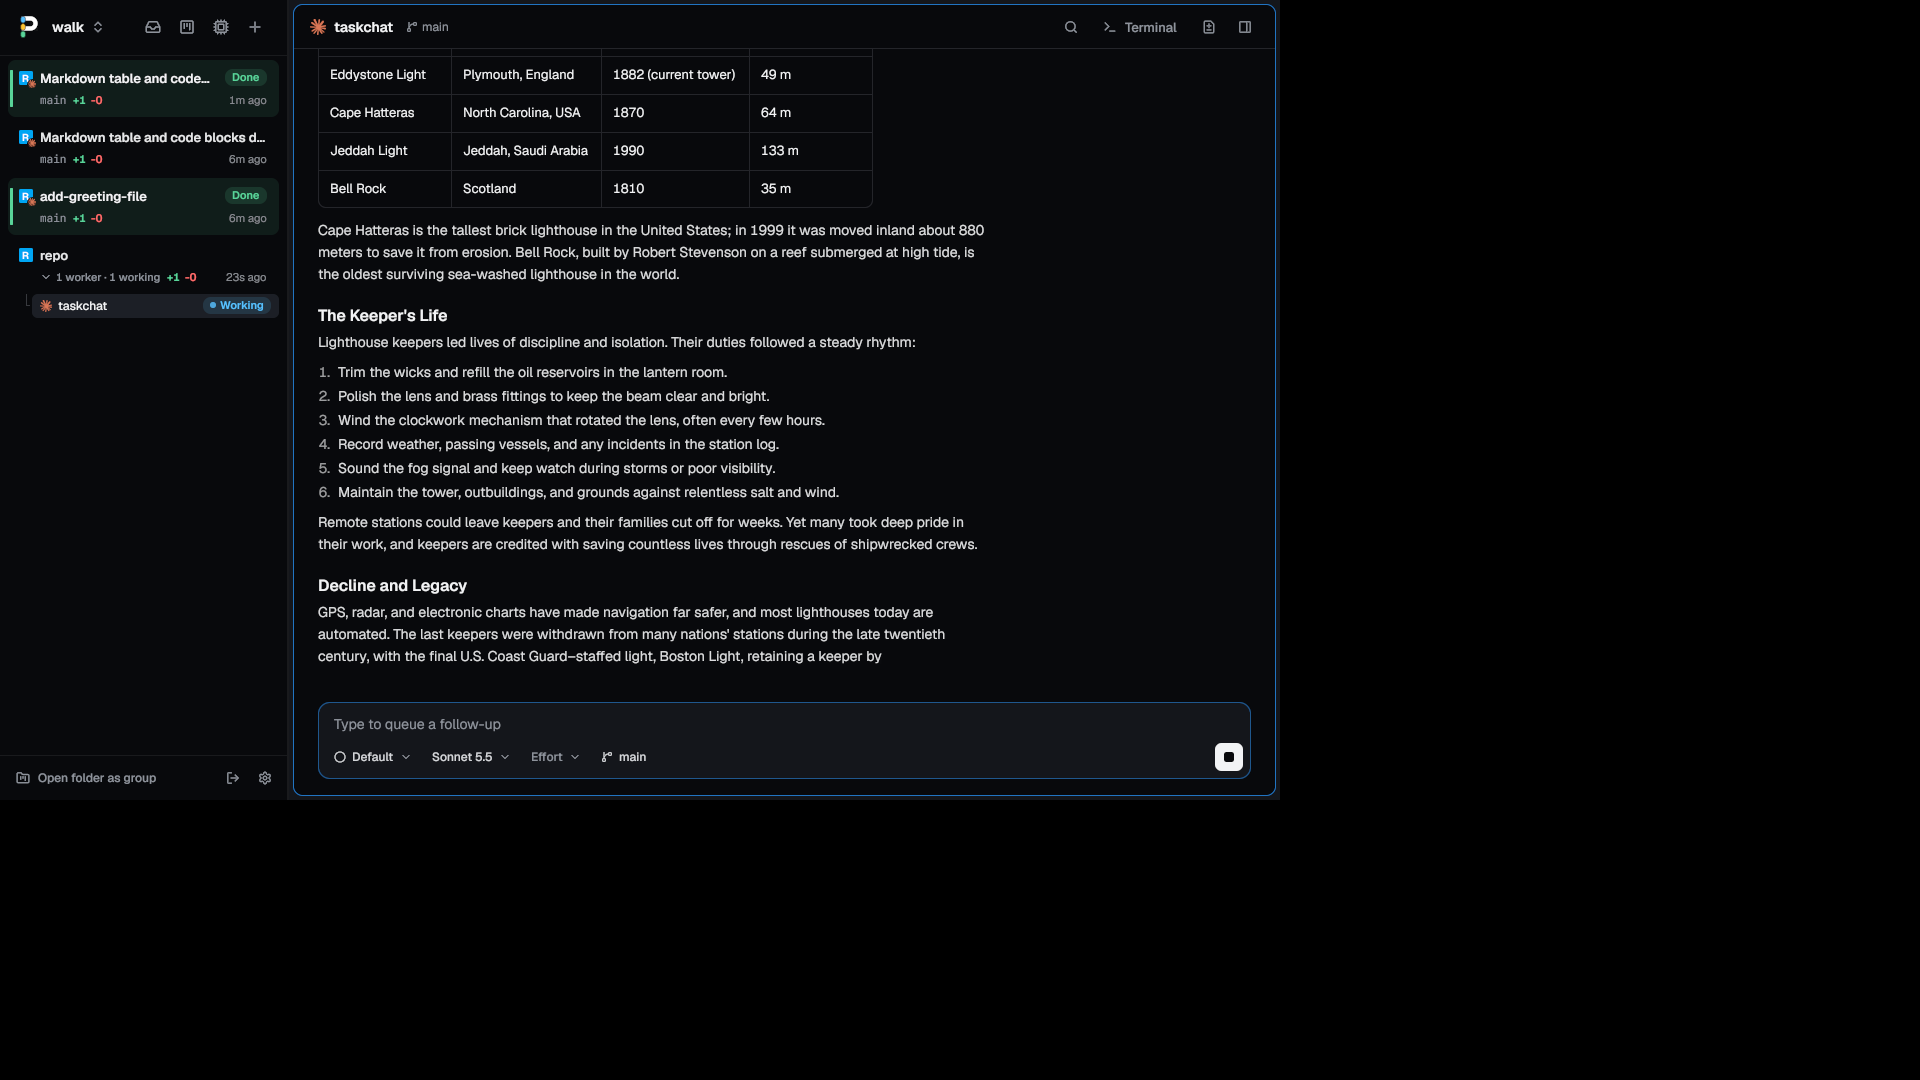 walk
taskchat main
Terminal
Markdown table and code... Done
main +1 -0 1m ago
Markdown table and code blocks d...
main +1 -0 6m ago
add-greeting-file Done
main +1 -0 6m ago
R repo
1 worker · 1 working +1 -0 23s ago
taskchat Working
Open folder as group
Eddystone Light Plymouth, England 1882 (current tower) 49 m
Cape Hatteras North Carolina, USA 1870 64 m
Jeddah Light Jeddah, Saudi Arabia 1990 133 m
Bell Rock Scotland 1810 35 m
Cape Hatteras is the tallest brick lighthouse in the United States; in 1999 it was moved inland about 880
meters to save it from erosion. Bell Rock, built by Robert Stevenson on a reef submerged at high tide, is
the oldest surviving sea-washed lighthouse in the world.
The Keeper's Life
Lighthouse keepers led lives of discipline and isolation. Their duties followed a steady rhythm:
1. Trim the wicks and refill the oil reservoirs in the lantern room.
2. Polish the lens and brass fittings to keep the beam clear and bright.
3. Wind the clockwork mechanism that rotated the lens, often every few hours.
4. Record weather, passing vessels, and any incidents in the station log.
5. Sound the fog signal and keep watch during storms or poor visibility.
6. Maintain the tower, outbuildings, and grounds against relentless salt and wind.
Remote stations could leave keepers and their families cut off for weeks. Yet many took deep pride in
their work, and keepers are credited with saving countless lives through rescues of shipwrecked crews.
Decline and Legacy
GPS, radar, and electronic charts have made navigation far safer, and most lighthouses today are
automated. The last keepers were withdrawn from many nations' stations during the late twentieth
century, with the final U.S. Coast Guard–staffed light, Boston Light, retaining a keeper by
Type to queue a follow-up
Default Sonnet 5.5 Effort main